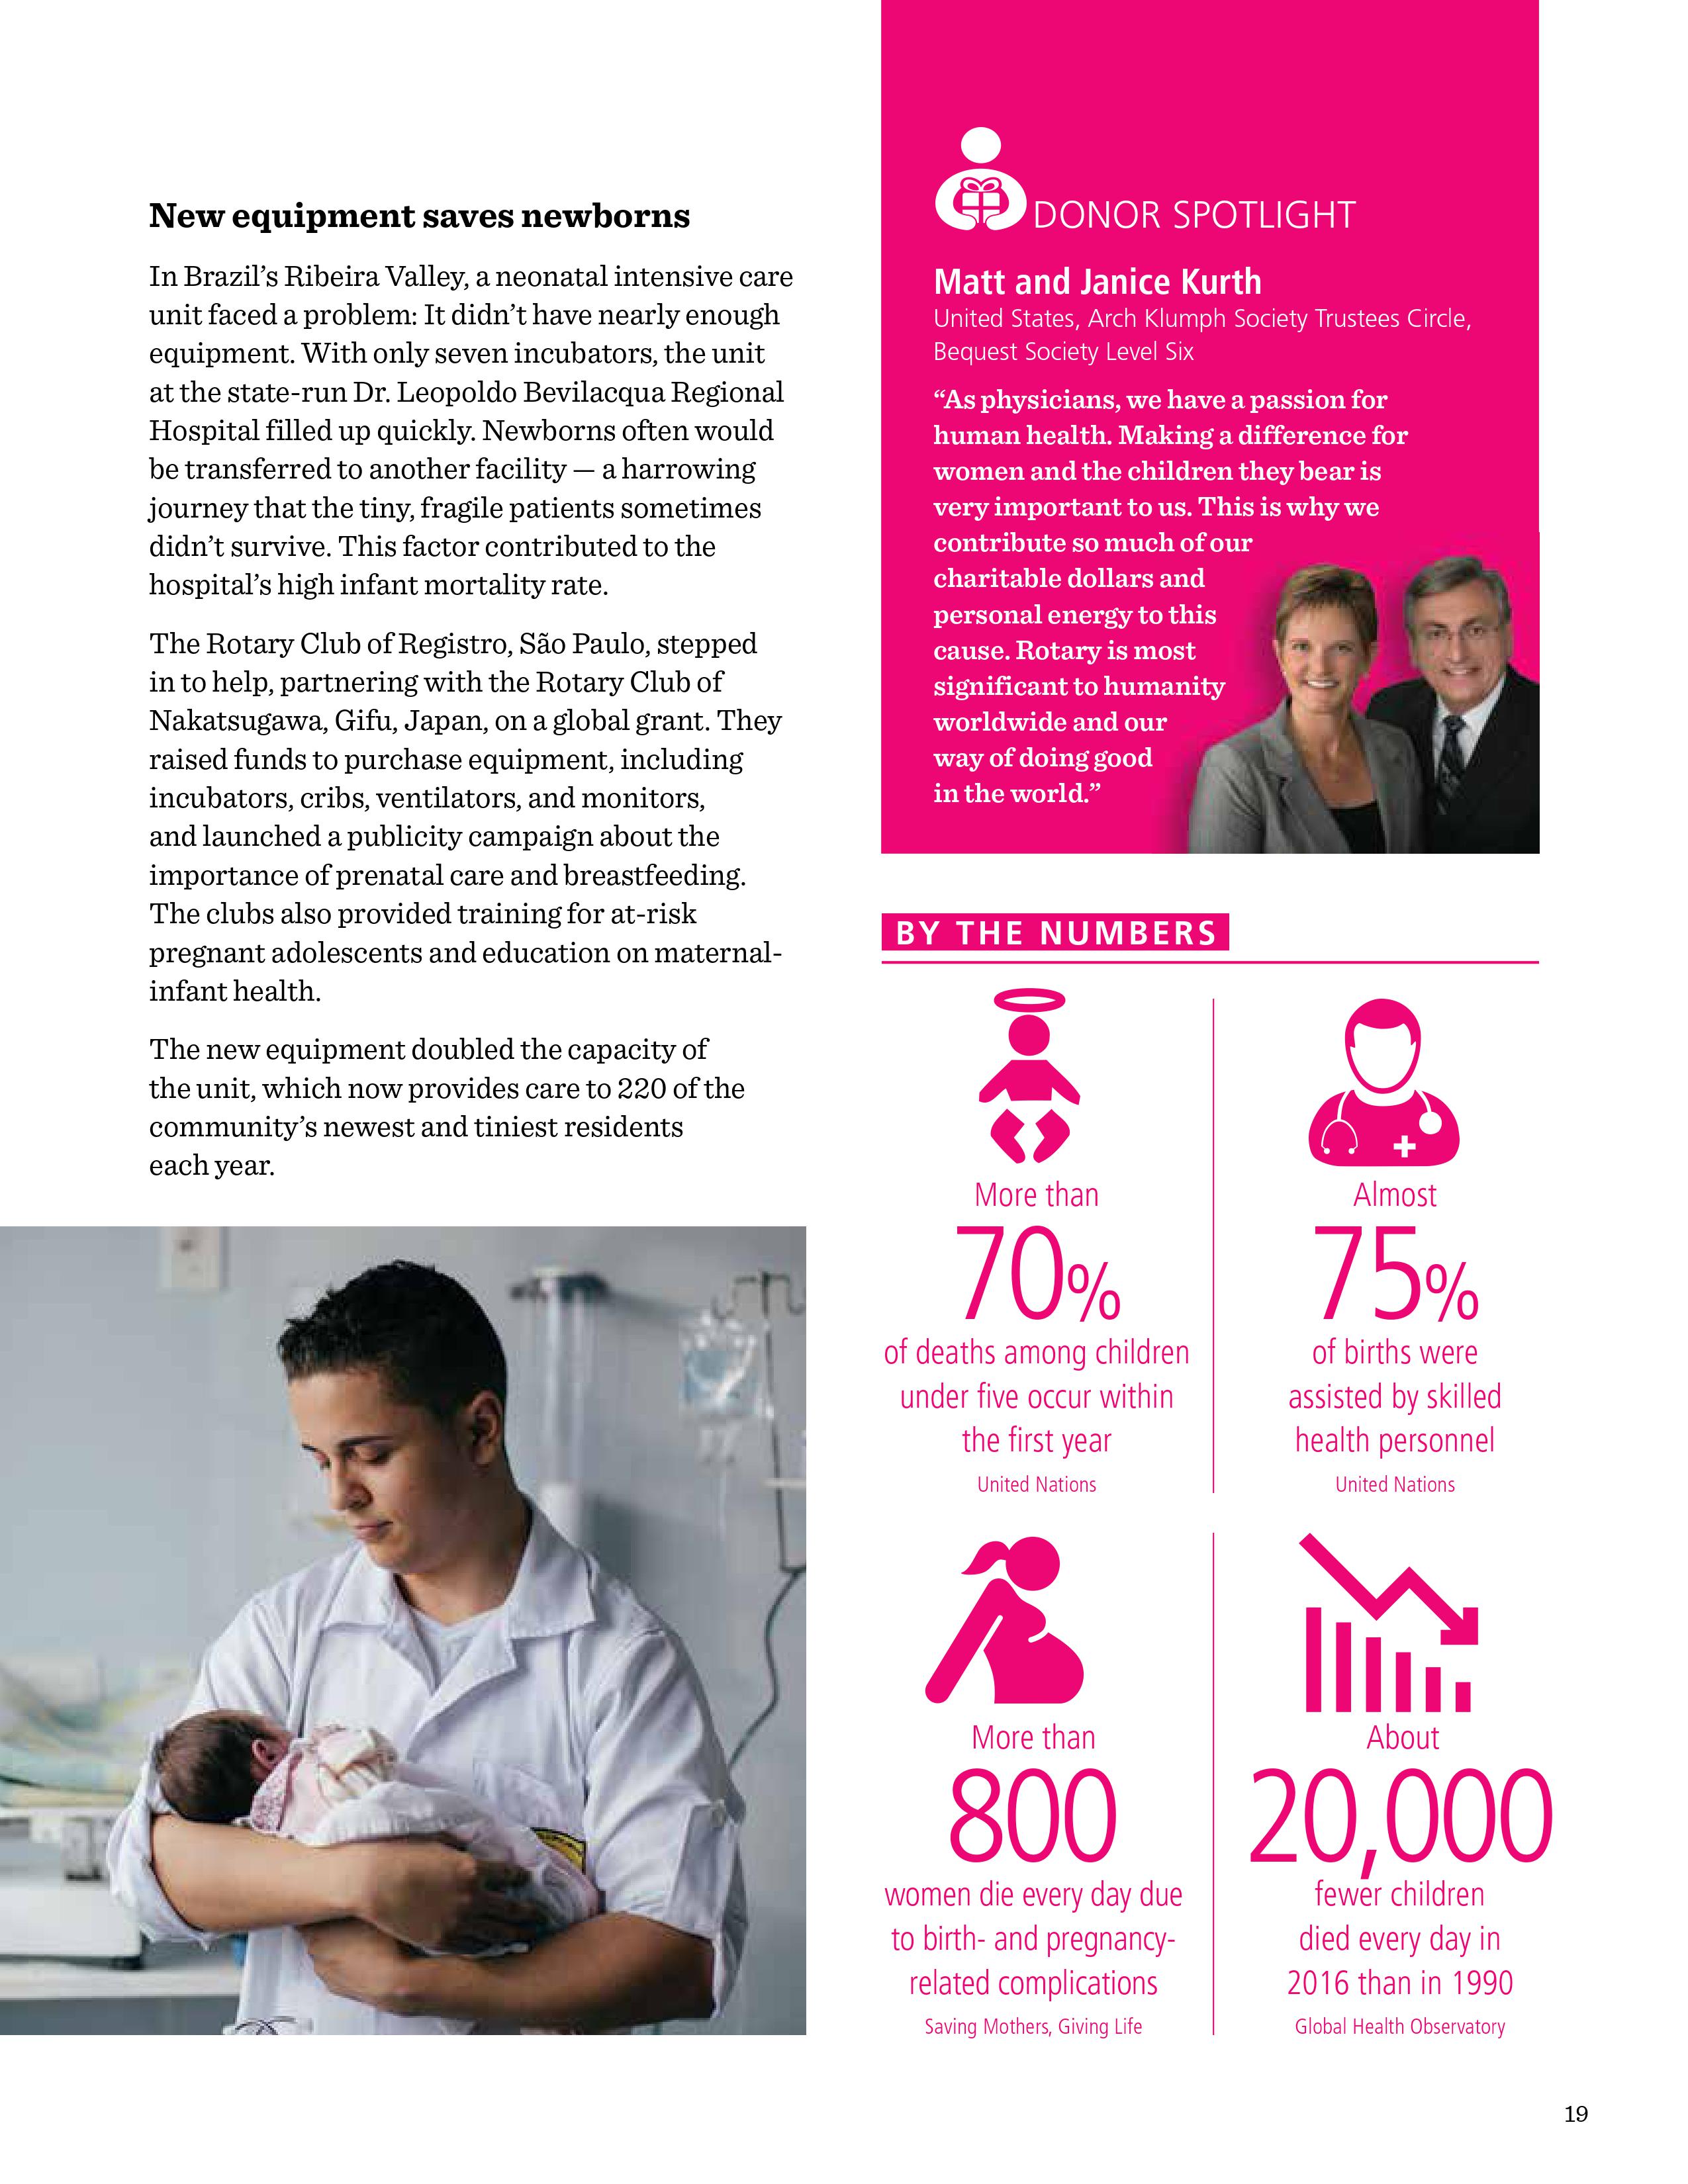 New equipment saves newborns
In Brazil’s Ribeira Valley, a neonatal intensive care
unit faced a problem: It didn’t have nearly enough
equipment. With only seven incubators, the unit
at the state-run Dr. Leopoldo Bevilacqua Regional
Hospital filled up quickly. Newborns often would
be transferred to another facility — a harrowing
journey that the tiny, fragile patients sometimes
didn’t survive. This factor contributed to the
hospital’s high infant mortality rate.
The Rotary Club of Registro, São Paulo, stepped
in to help, partnering with the Rotary Club of
Nakatsugawa, Gifu, Japan, on a global grant. They
raised funds to purchase equipment, including
incubators, cribs, ventilators, and monitors,
and launched a publicity campaign about the
importance of prenatal care and breastfeeding.
The clubs also provided training for at-risk
pregnant adolescents and education on maternal-
infant health.
The new equipment doubled the capacity of
the unit, which now provides care to 220 of the
community’s newest and tiniest residents
each year.
DONOR SPOTLIGHT
Matt and Janice Kurth
United States, Arch Klumph Society Trustees Circle,
Bequest Society Level Six
“As physicians, we have a passion for
human health. Making a difference for
women and the children they bear is
very important to us. This is why we
contribute so much of our
charitable dollars and
personal energy to this
cause. Rotary is most
significant to humanity
worldwide and our
way of doing good
in the world.”
BY THE NUMBERS
More than
70%
of deaths among children
under five occur within
the first year
United Nations
Almost
75%
of births were
assisted by skilled
health personnel
United Nations
More than
800
women die every day due
to birth- and pregnancy-
related complications
Saving Mothers, Giving Life
About
20,000
fewer children
died every day in
2016 than in 1990
Global Health Observatory
19